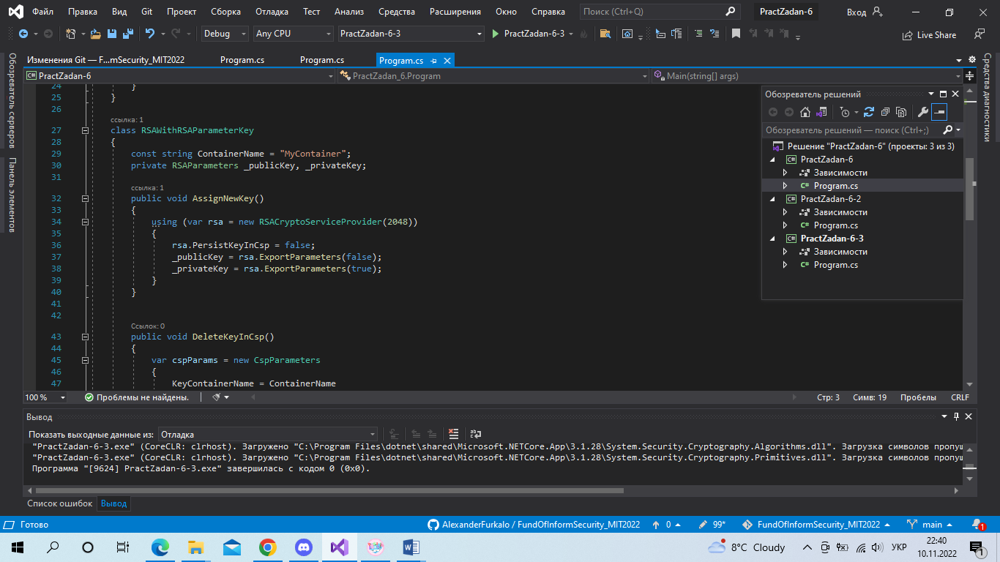 Файл Правка Вид Git Проект Сборка Отладка Тест Анализ Средства Расширения Окно Справка Поиск (Ctrl+Q) PractZadan-6 Вход
Debug Any CPU PractZadan-6-3 PractZadan-6-3 Live Share
Обозреватель серверов
Панель элементов
Изменения Git — F...mSecurity_MIT2022 Program.cs Program.cs Program.cs
PractZadan-6 PractZadan_6.Program Main(string[] args)
24 }
25 }
26
ссылка: 1
27 class RSAWithRSAParameterKey
28 {
29 const string ContainerName = "MyContainer";
30 private RSAParameters _publicKey, _privateKey;
31
ссылка: 1
32 public void AssignNewKey()
33 {
34 using (var rsa = new RSACryptoServiceProvider(2048))
35 {
36 rsa.PersistKeyInCsp = false;
37 _publicKey = rsa.ExportParameters(false);
38 _privateKey = rsa.ExportParameters(true);
39 }
40 }
41
42
Ссылок: 0
43 public void DeleteKeyInCsp()
44 {
45 var cspParams = new CspParameters
46 {
47 KeyContainerName = ContainerName
100 % Проблемы не найдены. Стр: 3 Симв: 19 Пробелы CRLF
Обозреватель решений
Обозреватель решений — поиск (Ctrl+;)
Решение "PractZadan-6" (проекты: 3 из 3)
PractZadan-6
Зависимости
Program.cs
PractZadan-6-2
Зависимости
Program.cs
PractZadan-6-3
Зависимости
Program.cs
Средства диагностики
Вывод
Показать выходные данные из: Отладка
"PractZadan-6-3.exe" (CoreCLR: clrhost). Загружено "C:\Program Files\dotnet\shared\Microsoft.NETCore.App\3.1.28\System.Security.Cryptography.Algorithms.dll". Загрузка символов пропущ
"PractZadan-6-3.exe" (CoreCLR: clrhost). Загружено "C:\Program Files\dotnet\shared\Microsoft.NETCore.App\3.1.28\System.Security.Cryptography.Primitives.dll". Загрузка символов пропущ
Программа "[9624] PractZadan-6-3.exe" завершилась с кодом 0 (0x0).
Список ошибок Вывод
Готово AlexanderFurkalo / FundOfInformSecurity_MIT2022 0 99* FundOfInformSecurity_MIT2022 main 1
8°C Cloudy УКР 22:40
10.11.2022 1